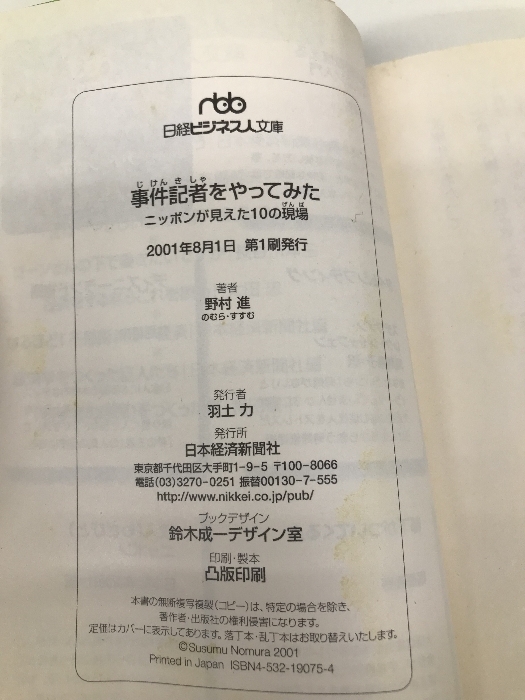 nbb
日経ビジネス人文庫
じけんきしゃ
事件記者をやってみた
げんば
ニッポンが見えた10の現場
2001年8月1日 第1刷発行
著者
野村 進
のむら・すすむ
発行者
羽土 力
発行所
日本経済新聞社
東京都千代田区大手町1-9-5 〒100-8066
電話(03)3270-0251 振替00130-7-555
http://www.nikkei.co.jp/pub/
ブックデザイン
鈴木成一デザイン室
印刷・製本
凸版印刷
本書の無断複写複製(コピー)は、特定の場合を除き、
著作者・出版社の権利侵害になります。
定価はカバーに表示してあります。落丁本・乱丁本はお取り替えいたします。
©Susumu Nomura 2001
Printed in Japan ISBN4-532-19075-4